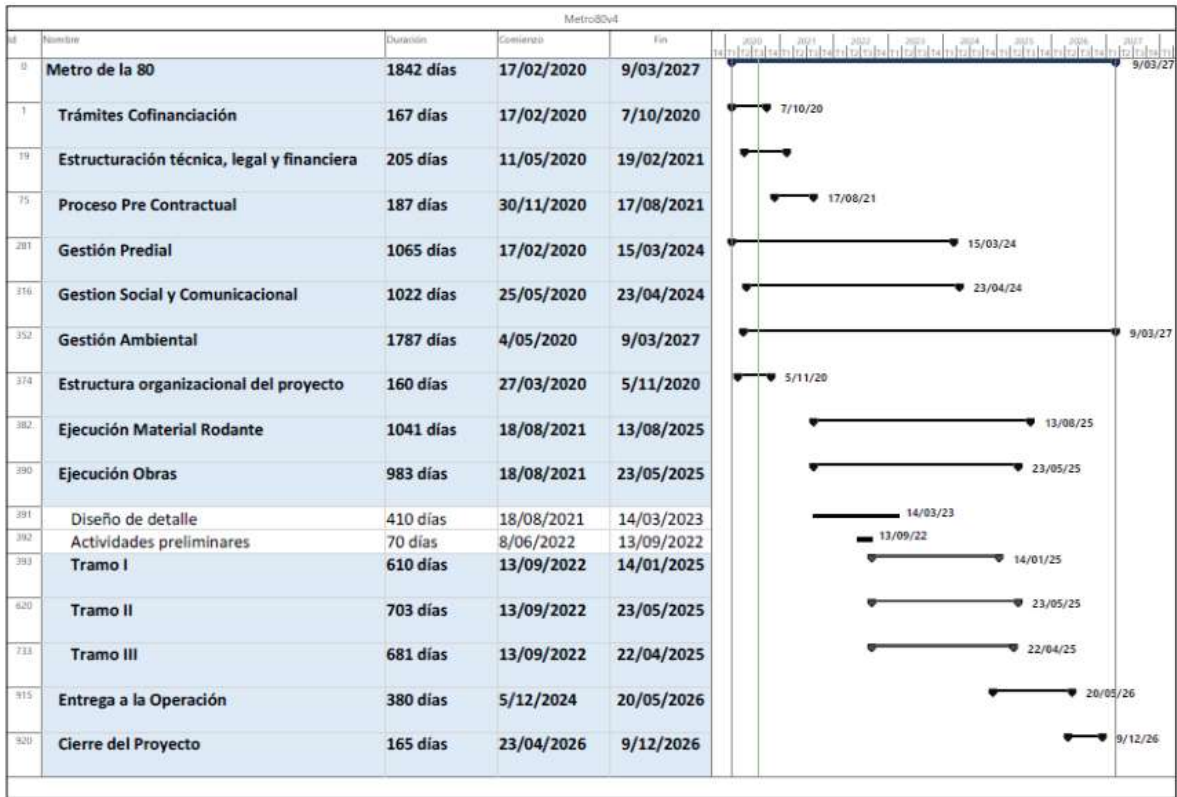 Metro80v4
Id Nombre Duración Comienzo Fin 2020 2021 2022 2023 2024 2025 2026 2027
0 Metro de la 80 1842 días 17/02/2020 9/03/2027 9/03/27
1 Trámites Cofinanciación 167 días 17/02/2020 7/10/2020 7/10/20
19 Estructuración técnica, legal y financiera 205 días 11/05/2020 19/02/2021
75 Proceso Pre Contractual 187 días 30/11/2020 17/08/2021 17/08/21
281 Gestión Predial 1065 días 17/02/2020 15/03/2024 15/03/24
316 Gestion Social y Comunicacional 1022 días 25/05/2020 23/04/2024 23/04/24
352 Gestión Ambiental 1787 días 4/05/2020 9/03/2027 9/03/27
374 Estructura organizacional del proyecto 160 días 27/03/2020 5/11/2020 5/11/20
382 Ejecución Material Rodante 1041 días 18/08/2021 13/08/2025 13/08/25
390 Ejecución Obras 983 días 18/08/2021 23/05/2025 23/05/25
391 Diseño de detalle 410 días 18/08/2021 14/03/2023 14/03/23
392 Actividades preliminares 70 días 8/06/2022 13/09/2022 13/09/22
393 Tramo I 610 días 13/09/2022 14/01/2025 14/01/25
620 Tramo II 703 días 13/09/2022 23/05/2025 23/05/25
733 Tramo III 681 días 13/09/2022 22/04/2025 22/04/25
915 Entrega a la Operación 380 días 5/12/2024 20/05/2026 20/05/26
920 Cierre del Proyecto 165 días 23/04/2026 9/12/2026 9/12/26